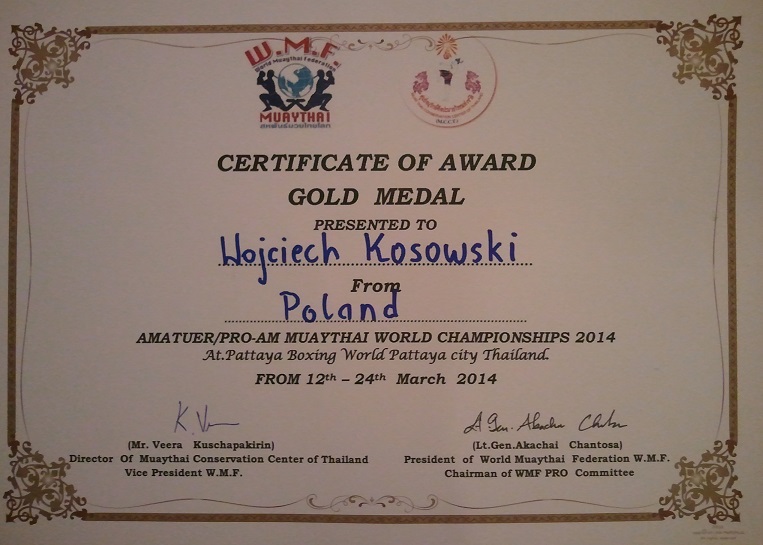 W.M.F.
World Muaythai Federation
MUAYTHAI
CERTIFICATE OF AWARD
GOLD MEDAL
PRESENTED TO
Wojciech Kosowski
From
Poland
AMATUER/PRO-AM MUAYTHAI WORLD CHAMPIONSHIPS 2014
At.Pattaya Boxing World Pattaya city Thailand.
FROM 12th – 24th March 2014
(Mr. Veera Kuschapakirin)
Director Of Muaythai Conservation Center of Thailand
Vice President W.M.F.
(Lt.Gen.Akachai Chantosa)
President of World Muaythai Federation W.M.F.
Chairman of WMF PRO Committee